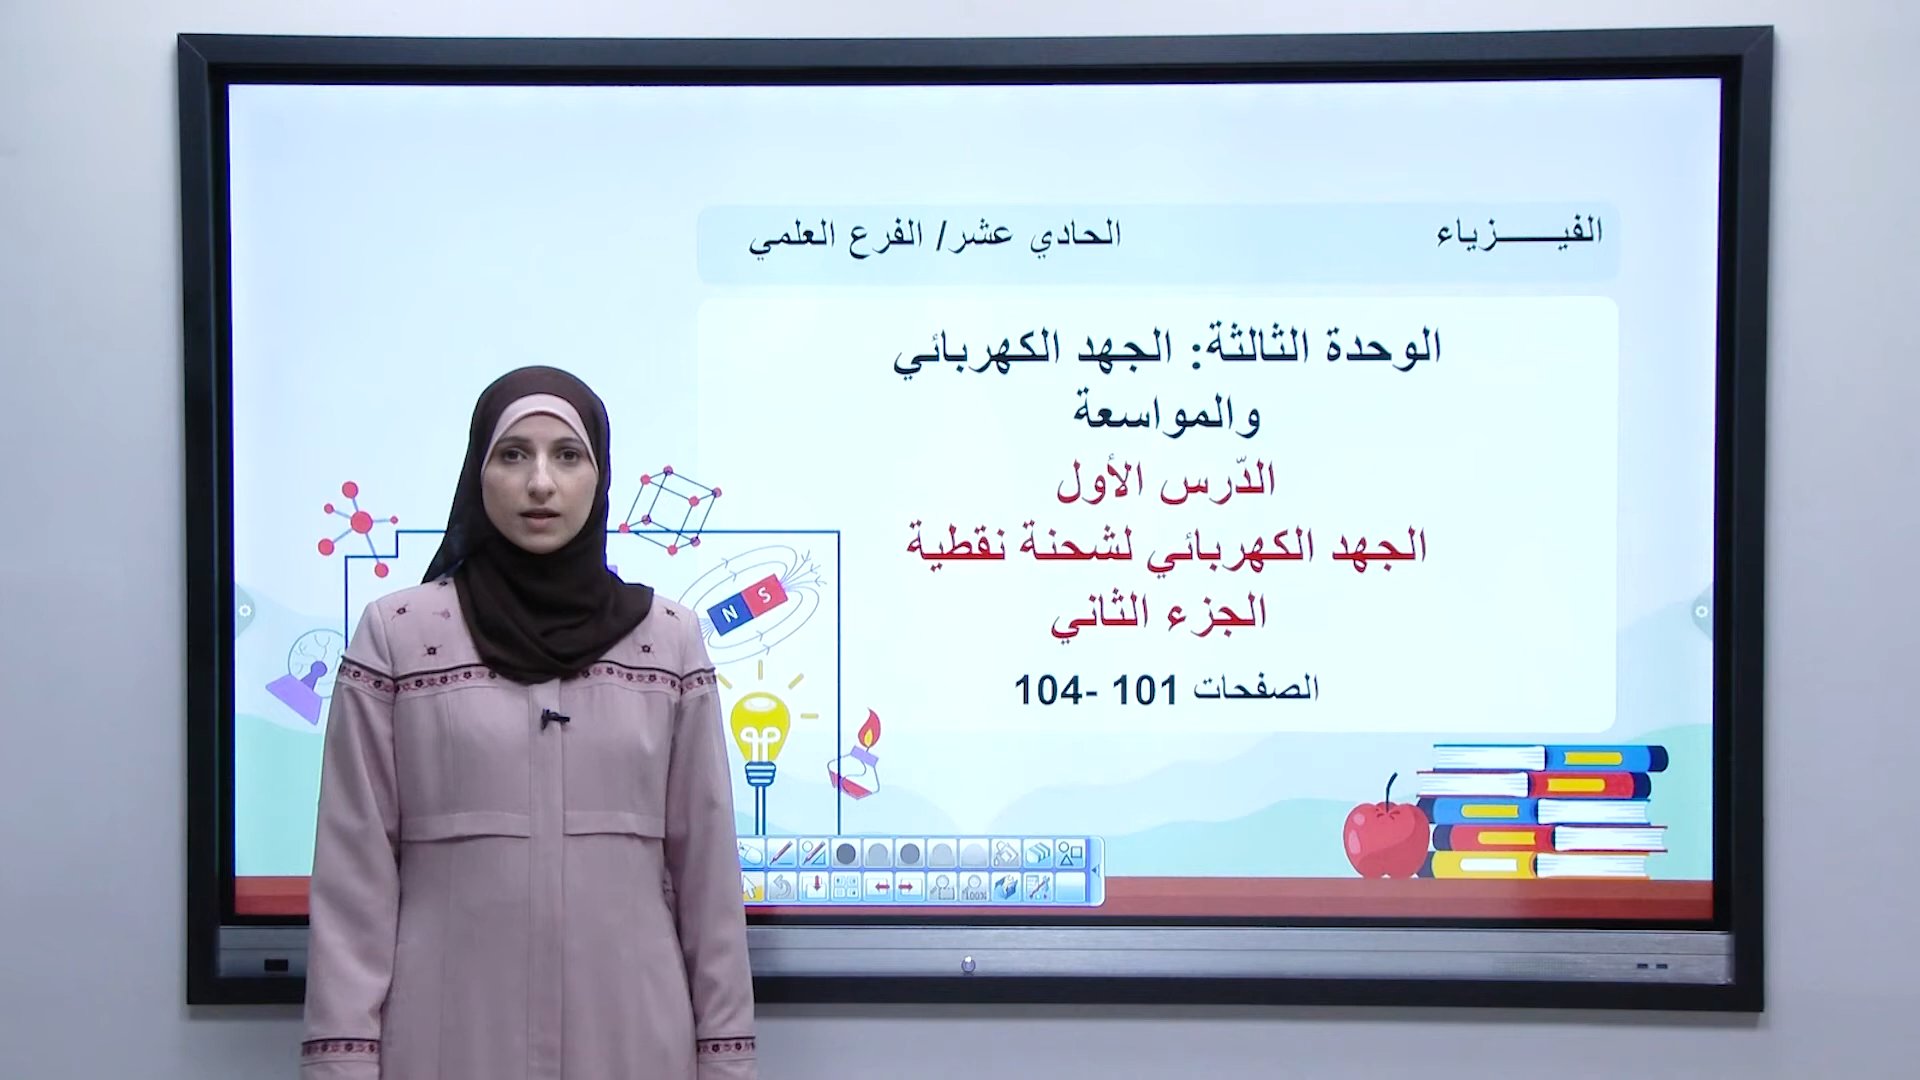 الفيـــــزياء
الحادي عشر/ الفرع العلمي
الوحدة الثالثة: الجهد الكهربائي
والمواسعة
الدّرس الأول
الجهد الكهربائي لشحنة نقطية
الجزء الثاني
الصفحات 101 -104
N S
100%